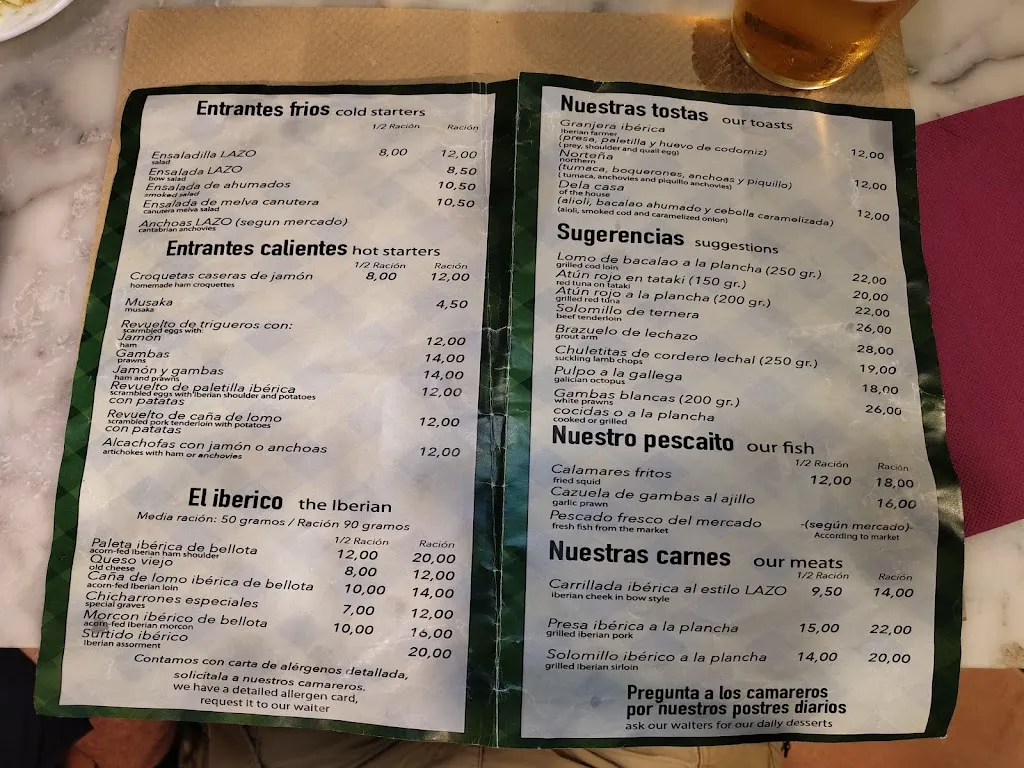 Entrantes frios cold starters
1/2 Ración Ración
Ensaladilla LAZO 8,00 12,00
salad
Ensalada LAZO 8,50
bow salad
Ensalada de ahumados 10,50
smoked salad
Ensalada de melva canutera 10,50
canutera melva salad
Anchoas LAZO (segun mercado)
cantabrian anchovies
Entrantes calientes hot starters
1/2 Ración Ración
Croquetas caseras de jamón 8,00 12,00
homemade ham croquettes
Musaka 4,50
musaka
Revuelto de trigueros con:
scarmbled eggs with:
Jamón 12,00
ham
Gambas 14,00
prawns
Jamón y gambas 14,00
ham and prawns
Revuelto de paletilla ibérica 12,00
scrambled eggs with Iberian shoulder and potatoes
con patatas
Revuelto de caña de lomo 12,00
scrambled pork tenderloin with potatoes
con patatas
Alcachofas con jamón o anchoas 12,00
artichokes with ham or anchovies
El iberico the Iberian
Media ración: 50 gramos / Ración 90 gramos
1/2 Ración Ración
Paleta ibérica de bellota 12,00 20,00
acorn-fed Iberian ham shoulder
Queso viejo 8,00 12,00
old cheese
Caña de lomo ibérica de bellota 10,00 14,00
acorn-fed Iberian loin
Chicharrones especiales 7,00 12,00
special graves
Morcon ibérico de bellota 10,00 16,00
acorn-fed Iberian morcon
Surtido ibérico 20,00
Iberian assorment
Contamos con carta de alérgenos detallada,
solicítala a nuestros camareros.
we have a detailed allergen card,
request it to our waiter
Nuestras tostas our toasts
Granjera ibérica 12,00
Iberian farmer
(presa, paletilla y huevo de codorniz)
( prey, shoulder and quail egg)
Norteña 12,00
northern
(tumaca, boquerones, anchoas y piquillo)
( tumaca, anchovies and piquillo anchovies)
Dela casa 12,00
of the house
(alioli, bacalao ahumado y cebolla caramelizada)
(aioli, smoked cod and caramelized onion)
Sugerencias suggestions
Lomo de bacalao a la plancha (250 gr.) 22,00
grilled cod loin
Atún rojo en tataki (150 gr.) 20,00
red tuna on tataki
Atún rojo a la plancha (200 gr.) 22,00
grilled red tuna
Solomillo de ternera 26,00
beef tenderloin
Brazuelo de lechazo 28,00
grout arm
Chuletitas de cordero lechal (250 gr.) 19,00
suckling lamb chops
Pulpo a la gallega 18,00
galician octopus
Gambas blancas (200 gr.) 26,00
white prawns
cocidas o a la plancha
cooked or grilled
Nuestro pescaito our fish
1/2 Ración Ración
Calamares fritos 12,00 18,00
fried squid
Cazuela de gambas al ajillo 16,00
garlic prawn
Pescado fresco del mercado -(según mercado)-
fresh fish from the market According to market
Nuestras carnes our meats
1/2 Ración Ración
Carrillada ibérica al estilo LAZO 9,50 14,00
Iberian cheek in bow style
Presa ibérica a la plancha 15,00 22,00
grilled iberian pork
Solomillo ibérico a la plancha 14,00 20,00
grilled Iberian sirloin
Pregunta a los camareros
por nuestros postres diarios
ask our waiters for our daily desserts